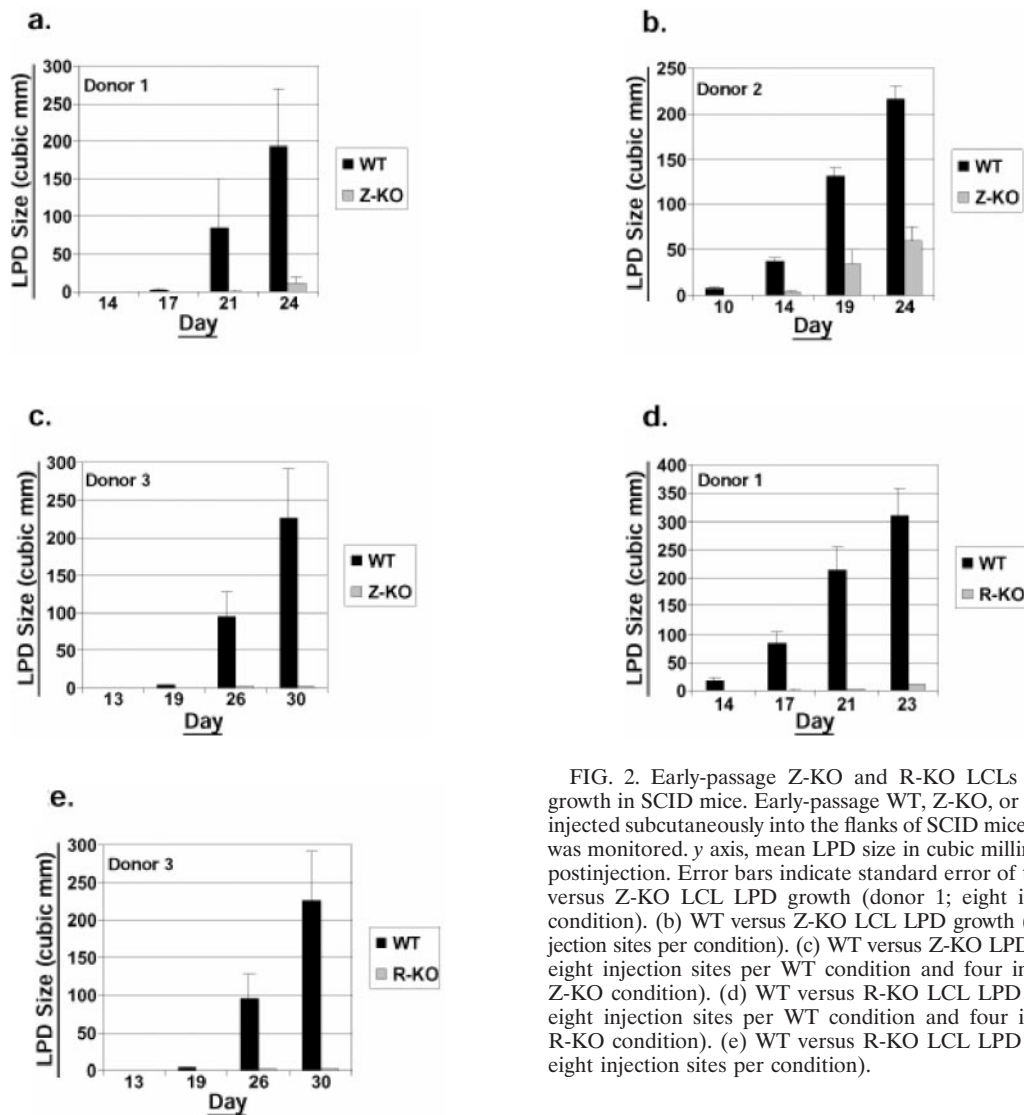 a.
300
250
200
150
100
50
0
LPD Size (cubic mm)
Donor 1
14 17 21 24
Day
WT
Z-KO
b.
250
200
150
100
50
0
LPD Size (cubic mm)
Donor 2
10 14 19 24
Day
WT
Z-KO
c.
300
250
200
150
100
50
0
LPD Size (cubic mm)
Donor 3
13 19 26 30
Day
WT
Z-KO
d.
400
350
300
250
200
150
100
50
0
LPD Size (cubic mm)
Donor 1
14 17 21 23
Day
WT
R-KO
e.
300
250
200
150
100
50
0
LPD Size (cubic mm)
Donor 3
13 19 26 30
Day
WT
R-KO
FIG. 2. Early-passage Z-KO and R-KO LCLs
growth in SCID mice. Early-passage WT, Z-KO, or
injected subcutaneously into the flanks of SCID mice
was monitored. y axis, mean LPD size in cubic millin
postinjection. Error bars indicate standard error of
versus Z-KO LCL LPD growth (donor 1; eight i
condition). (b) WT versus Z-KO LCL LPD growth (
jection sites per condition). (c) WT versus Z-KO LPD
eight injection sites per WT condition and four in
Z-KO condition). (d) WT versus R-KO LCL LPD
eight injection sites per WT condition and four i
R-KO condition). (e) WT versus R-KO LCL LPD
eight injection sites per condition).